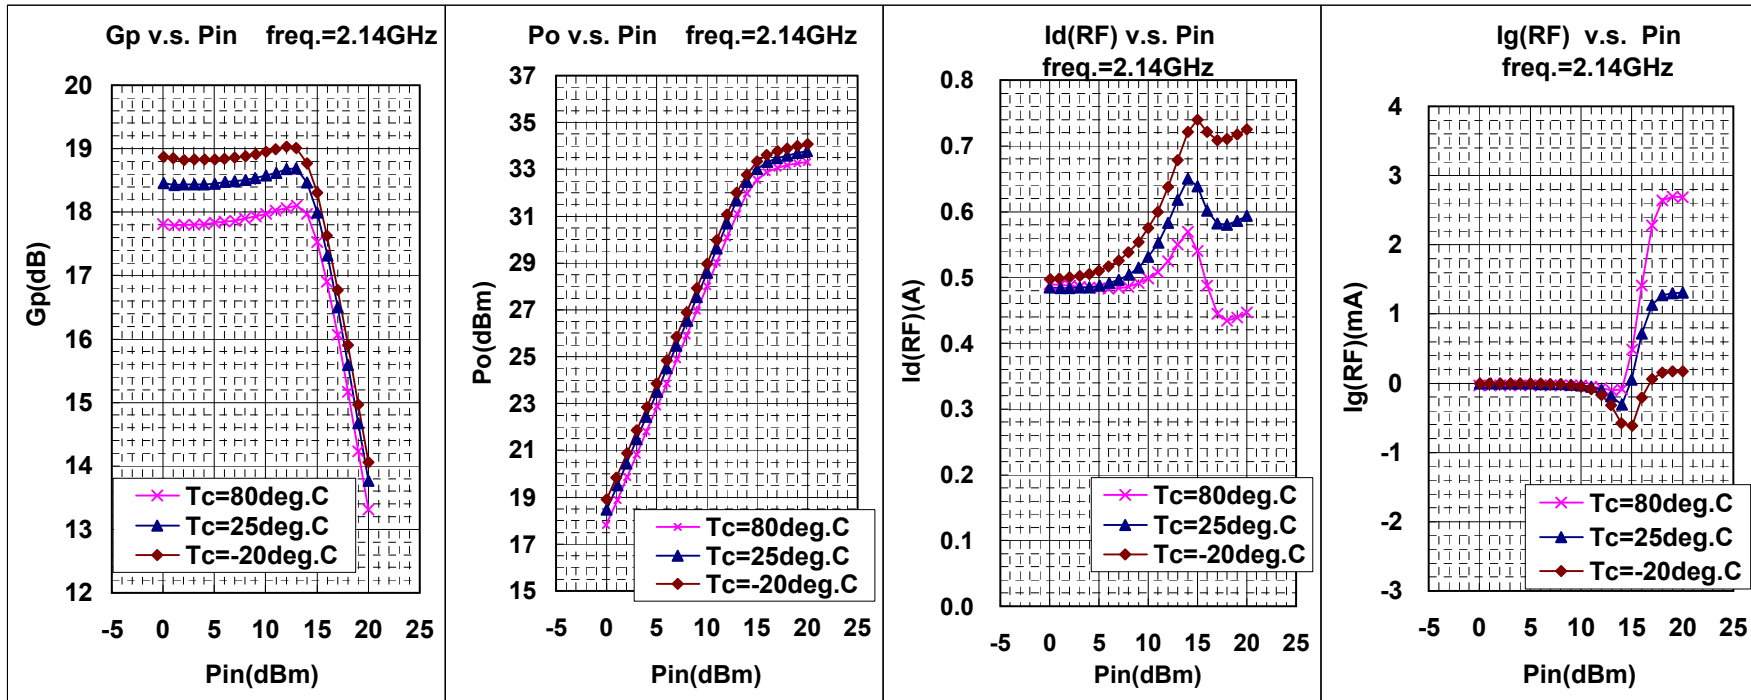 Gp v.s. Pin freq.=2.14GHz
20
19
18
17
16
15
14
13
12
Gp(dB)
Tc=80deg.C
Tc=25deg.C
Tc=-20deg.C
-5 0 5 10 15 20 25
Pin(dBm)
Po v.s. Pin freq.=2.14GHz
37
35
33
31
29
27
25
23
21
19
17
15
Po(dBm)
Tc=80deg.C
Tc=25deg.C
Tc=-20deg.C
-5 0 5 10 15 20 25
Pin(dBm)
Id(RF) v.s. Pin
freq.=2.14GHz
0.8
0.7
0.6
0.5
0.4
0.3
0.2
0.1
0.0
Id(RF)(A)
Tc=80deg.C
Tc=25deg.C
Tc=-20deg.C
-5 0 5 10 15 20 25
Pin(dBm)
Ig(RF) v.s. Pin
freq.=2.14GHz
4
3
2
1
0
-1
-2
-3
Ig(RF)(mA)
Tc=80deg.C
Tc=25deg.C
Tc=-20deg.C
-5 0 5 10 15 20 25
Pin(dBm)